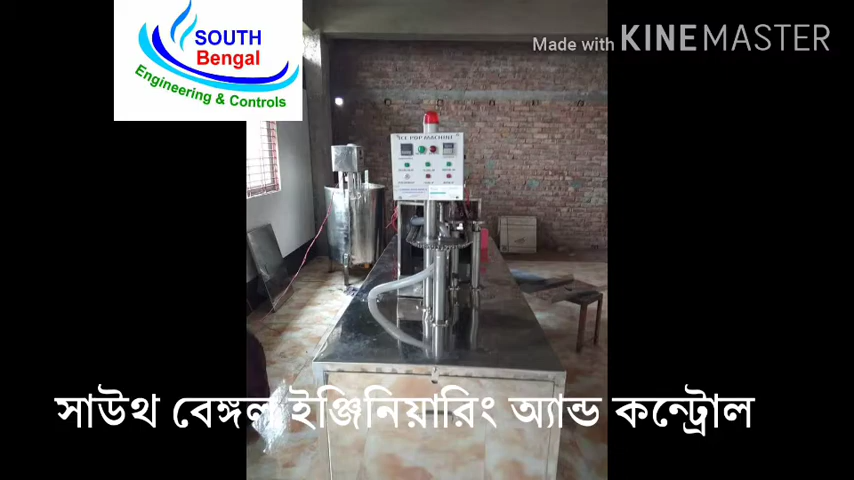 SOUTH
Bengal
Engineering & Controls
Made with KINEMASTER
ICE POP MACHINE
সাউথ বেঙ্গল ইঞ্জিনিয়ারিং অ্যান্ড কন্ট্রোল